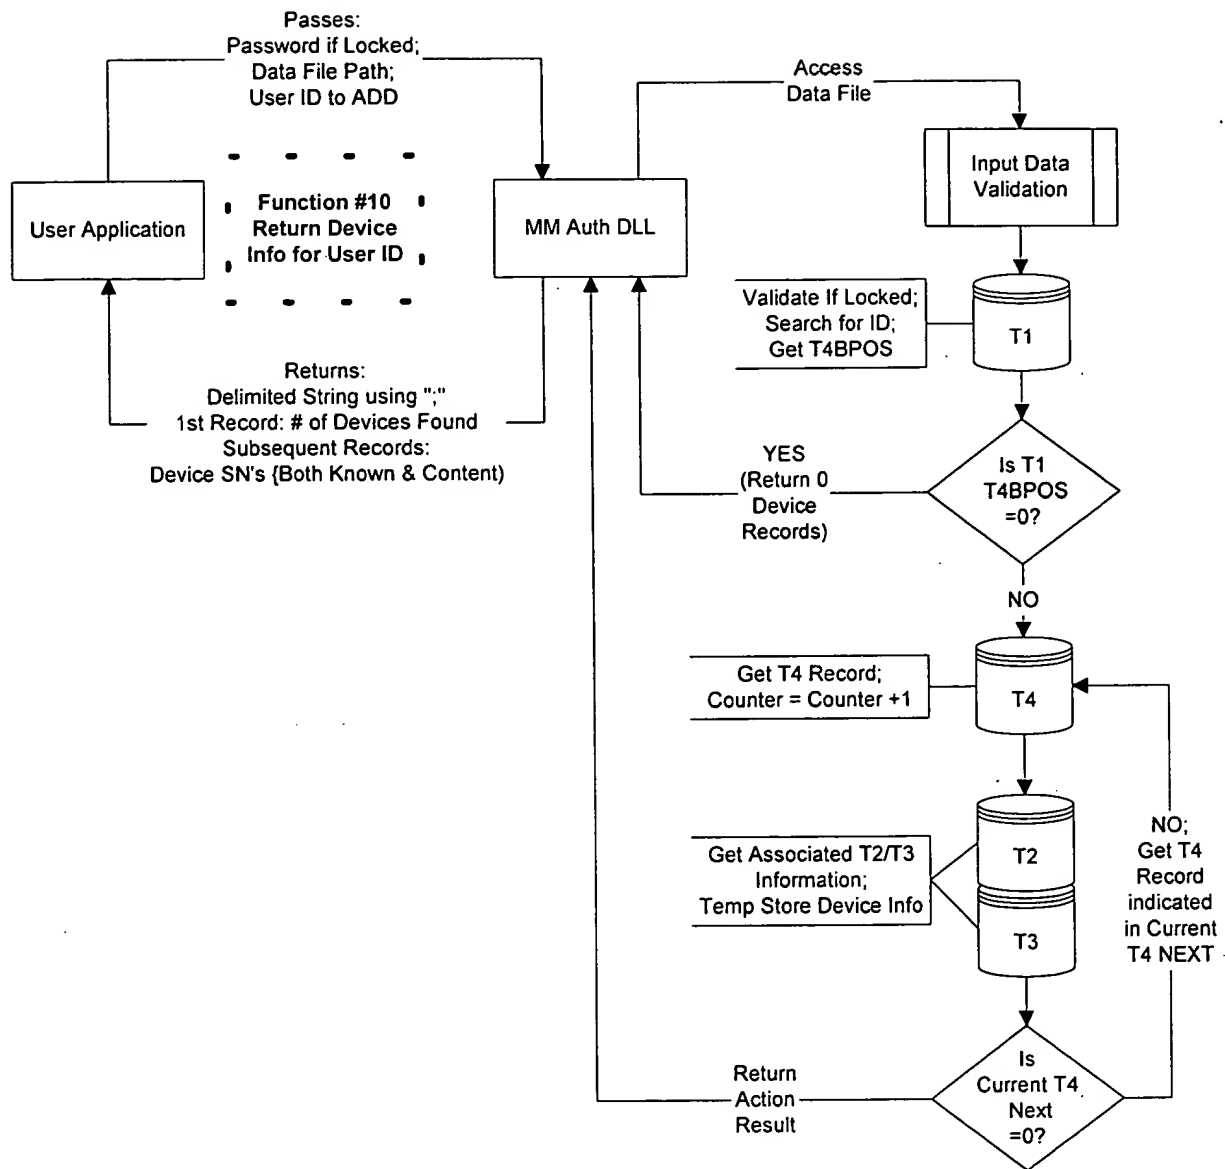 Passes:
Password if Locked;
Data File Path;
User ID to ADD
Access
Data File
User Application
Function #10
Return Device
Info for User ID
MM Auth DLL
Input Data
Validation
Validate If Locked;
Search for ID;
Get T4BPOS
T1
Returns:
Delimited String using ";"
1st Record: # of Devices Found
Subsequent Records:
Device SN's {Both Known & Content)
YES
(Return 0
Device
Records)
Is T1
T4BPOS
=0?
NO
Get T4 Record;
Counter = Counter +1
T4
Get Associated T2/T3
Information;
Temp Store Device Info
T2
T3
NO;
Get T4
Record
indicated
in Current
T4 NEXT
Return
Action
Result
Is
Current T4
Next
=0?